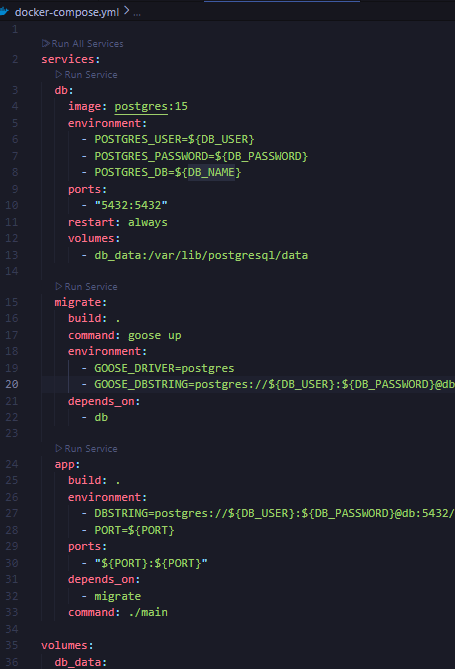 docker-compose.yml > ...
1
Run All Services
2 services:
Run Service
3 db:
4 image: postgres:15
5 environment:
6 - POSTGRES_USER=${DB_USER}
7 - POSTGRES_PASSWORD=${DB_PASSWORD}
8 - POSTGRES_DB=${DB_NAME}
9 ports:
10 - "5432:5432"
11 restart: always
12 volumes:
13 - db_data:/var/lib/postgresql/data
14
Run Service
15 migrate:
16 build: .
17 command: goose up
18 environment:
19 - GOOSE_DRIVER=postgres
20 - GOOSE_DBSTRING=postgres://${DB_USER}:${DB_PASSWORD}@db
21 depends_on:
22 - db
23
Run Service
24 app:
25 build: .
26 environment:
27 - DBSTRING=postgres://${DB_USER}:${DB_PASSWORD}@db:5432/
28 - PORT=${PORT}
29 ports:
30 - "${PORT}:${PORT}"
31 depends_on:
32 - migrate
33 command: ./main
34
35 volumes:
36 db_data: